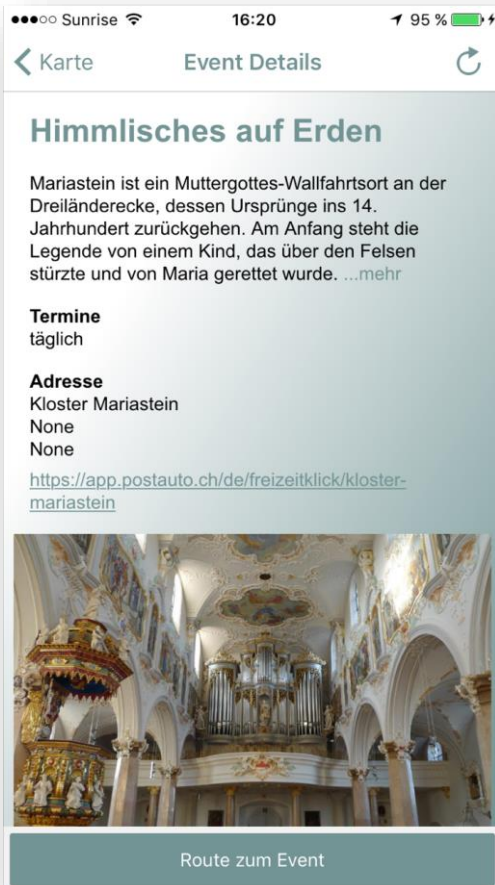 Sunrise 16:20 95 %
Karte Event Details
Himmlisches auf Erden
Mariastein ist ein Muttergottes-Wallfahrtsort an der
Dreiländerecke, dessen Ursprünge ins 14.
Jahrhundert zurückgehen. Am Anfang steht die
Legende von einem Kind, das über den Felsen
stürzte und von Maria gerettet wurde. ...mehr
Termine
täglich
Adresse
Kloster Mariastein
None
None
https://app.postauto.ch/de/freizeitklick/kloster-
mariastein
Route zum Event